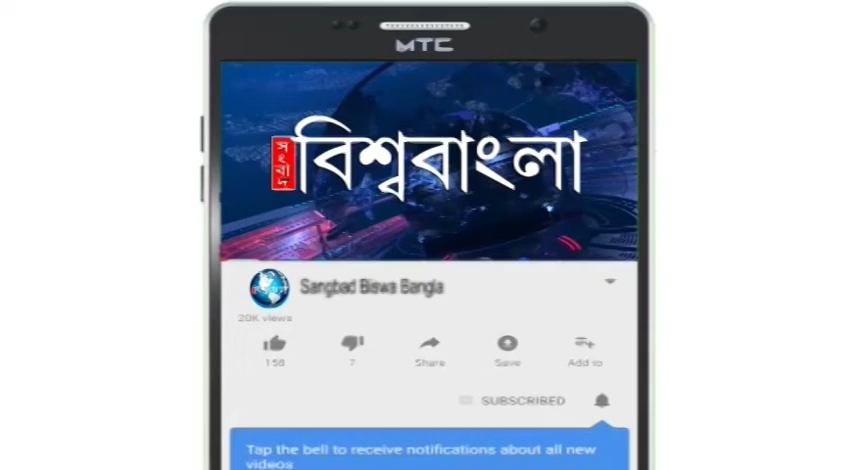 MTC
সংবাদ
বিশ্ববাংলা
Sangbad Biswa Bangla
20K views
158
7
Share
Save
Add to
SUBSCRIBED
Tap the bell to receive notifications about all new
videos